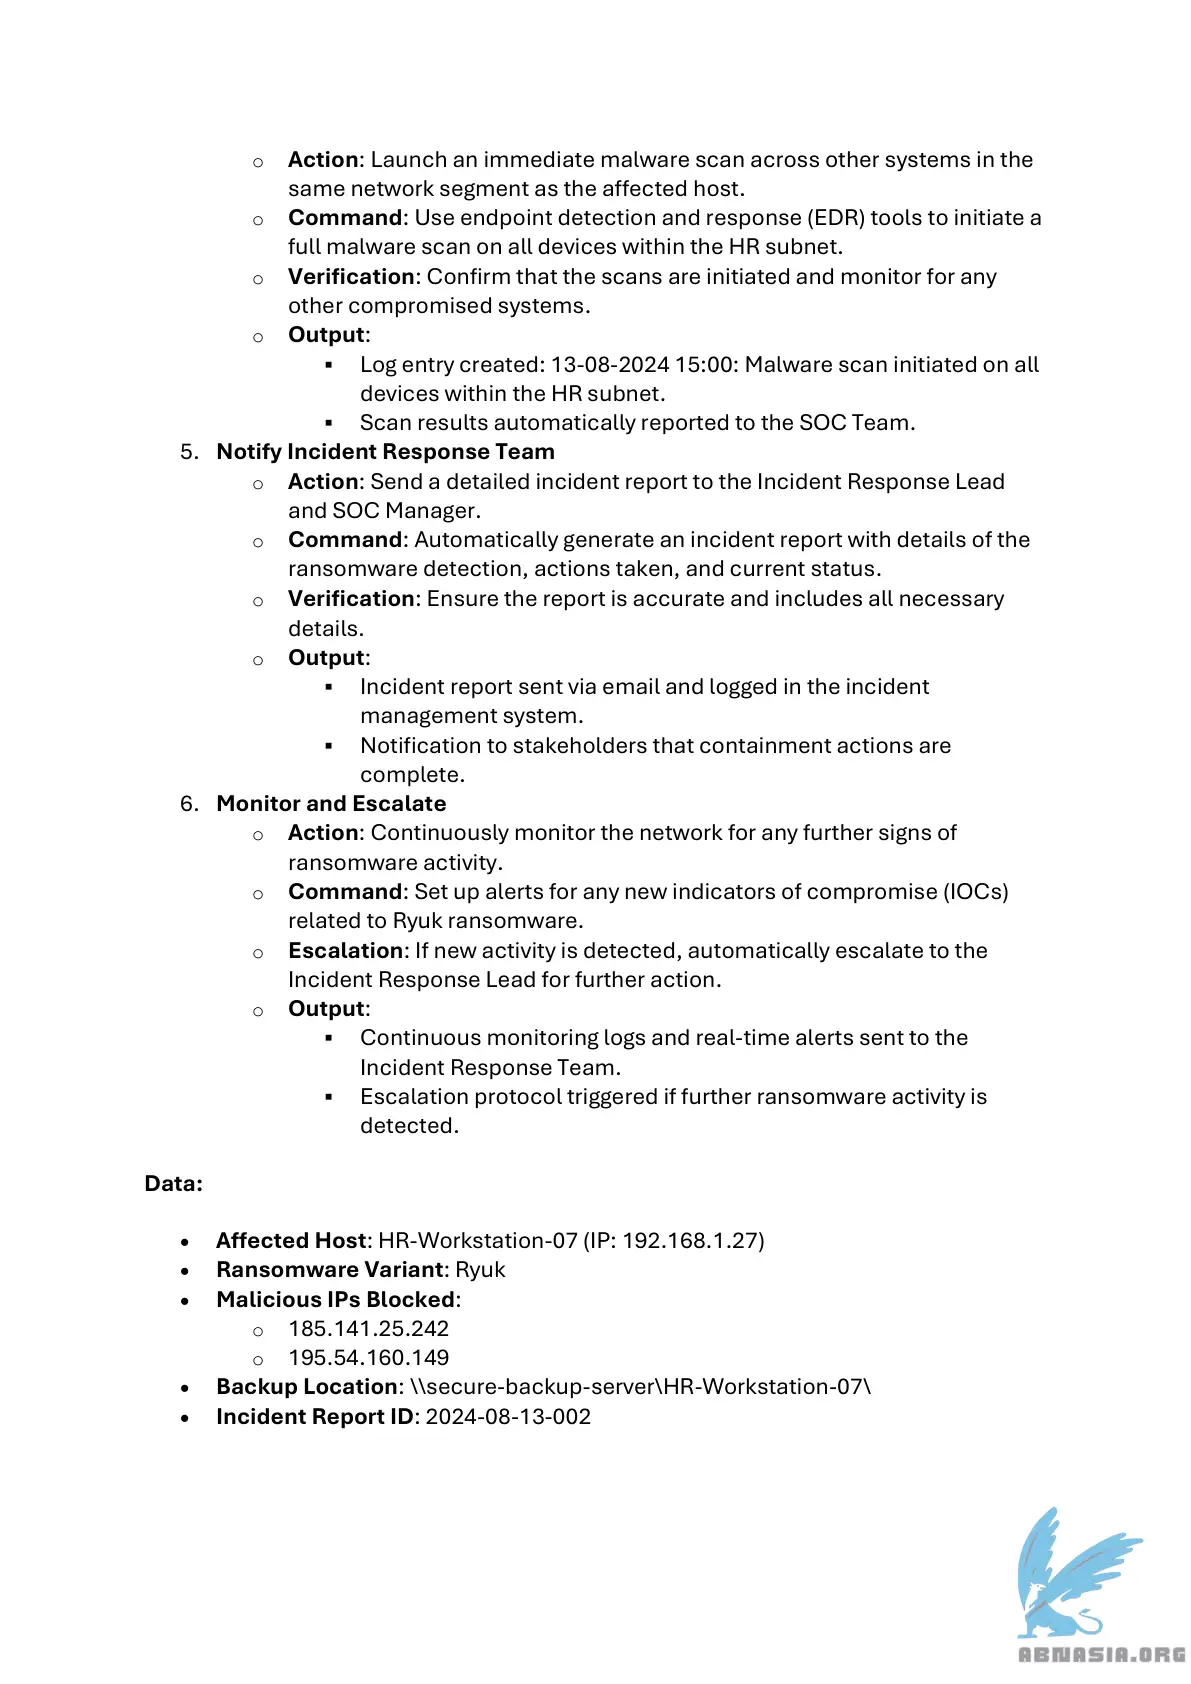 o Action: Launch an immediate malware scan across other systems in the
same network segment as the affected host.
o Command: Use endpoint detection and response (EDR) tools to initiate a
full malware scan on all devices within the HR subnet.
o Verification: Confirm that the scans are initiated and monitor for any
other compromised systems.
o Output:
▪ Log entry created: 13-08-2024 15:00: Malware scan initiated on all
devices within the HR subnet.
▪ Scan results automatically reported to the SOC Team.
5. Notify Incident Response Team
o Action: Send a detailed incident report to the Incident Response Lead
and SOC Manager.
o Command: Automatically generate an incident report with details of the
ransomware detection, actions taken, and current status.
o Verification: Ensure the report is accurate and includes all necessary
details.
o Output:
▪ Incident report sent via email and logged in the incident
management system.
▪ Notification to stakeholders that containment actions are
complete.
6. Monitor and Escalate
o Action: Continuously monitor the network for any further signs of
ransomware activity.
o Command: Set up alerts for any new indicators of compromise (IOCs)
related to Ryuk ransomware.
o Escalation: If new activity is detected, automatically escalate to the
Incident Response Lead for further action.
o Output:
▪ Continuous monitoring logs and real-time alerts sent to the
Incident Response Team.
▪ Escalation protocol triggered if further ransomware activity is
detected.
Data:
• Affected Host: HR-Workstation-07 (IP: 192.168.1.27)
• Ransomware Variant: Ryuk
• Malicious IPs Blocked:
o 185.141.25.242
o 195.54.160.149
• Backup Location: \\secure-backup-server\HR-Workstation-07\
• Incident Report ID: 2024-08-13-002
ABNASIA.ORG